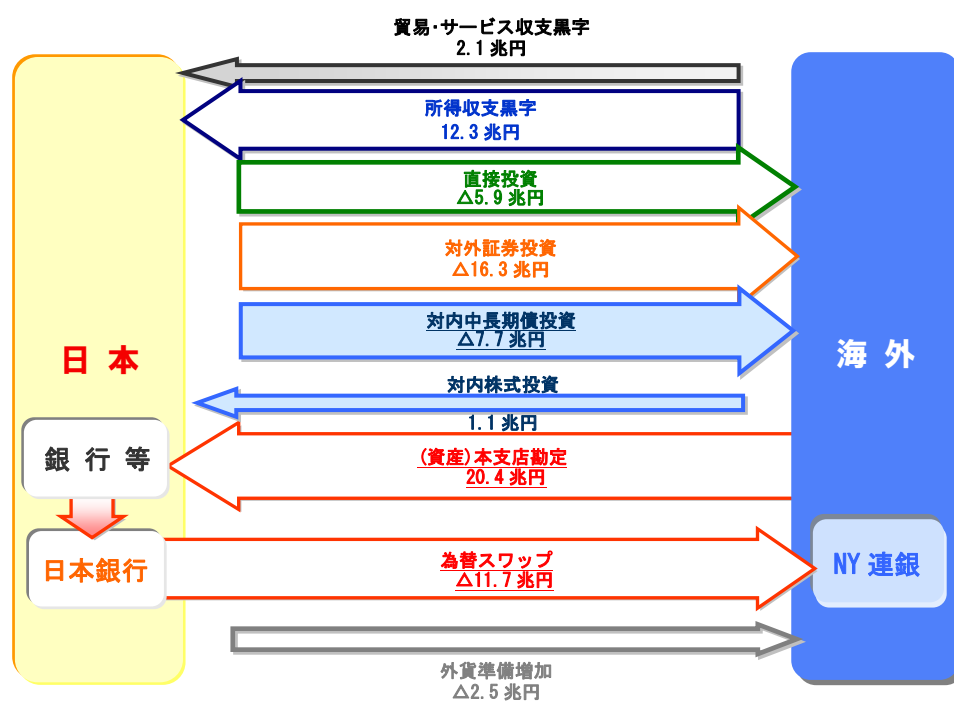 貿易・サービス収支黒字
2.1 兆円
所得収支黒字
12.3 兆円
直接投資
△5.9 兆円
対外証券投資
△16.3 兆円
対内中長期債投資
△7.7 兆円
日 本
海 外
対内株式投資
1.1 兆円
銀 行 等
(資産)本支店勘定
20.4 兆円
日本銀行
為替スワップ
△11.7 兆円
NY 連銀
外貨準備増加
△2.5 兆円